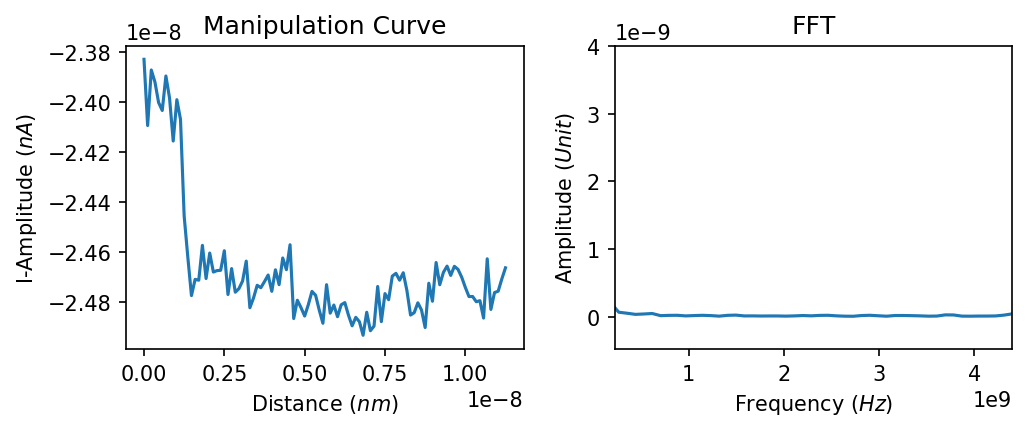 Manipulation Curve
1e−8
−2.38
−2.40
−2.42
−2.44
−2.46
−2.48
I-Amplitude (nA)
0.00 0.25 0.50 0.75 1.00
1e−8
Distance (nm)
FFT
1e−9
4
3
2
1
0
Amplitude (Unit)
1 2 3 4
1e9
Frequency (Hz)